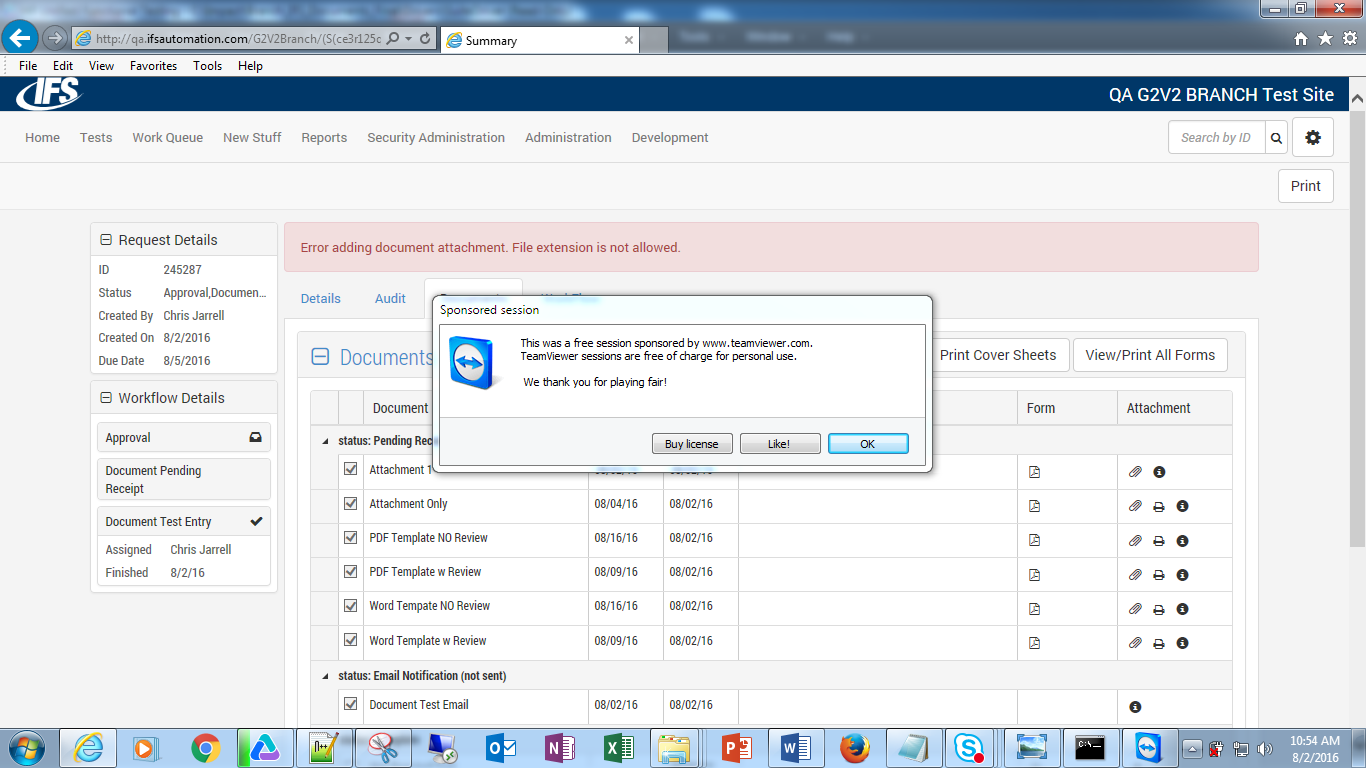 http://qa.ifsautomation.com/G2V2Branch/(S(ce3r125c
Summary
File Edit View Favorites Tools Help
IFS
QA G2V2 BRANCH Test Site
Home Tests Work Queue New Stuff Reports Security Administration Administration Development
Search by ID
Print
Request Details
ID 245287
Status Approval,Documen...
Created By Chris Jarrell
Created On 8/2/2016
Due Date 8/5/2016
Workflow Details
Approval
Document Pending
Receipt
Document Test Entry
Assigned Chris Jarrell
Finished 8/2/16
Error adding document attachment. File extension is not allowed.
Details Audit
Documents
Print Cover Sheets View/Print All Forms
Sponsored session
This was a free session sponsored by www.teamviewer.com.
TeamViewer sessions are free of charge for personal use.
We thank you for playing fair!
Buy license Like! OK
Document Form Attachment
status: Pending Rec
Attachment 1
Attachment Only 08/04/16 08/02/16
PDF Template NO Review 08/16/16 08/02/16
PDF Template w Review 08/09/16 08/02/16
Word Tempate NO Review 08/16/16 08/02/16
Word Template w Review 08/09/16 08/02/16
status: Email Notification (not sent)
Document Test Email 08/02/16 08/02/16
10:54 AM
8/2/2016